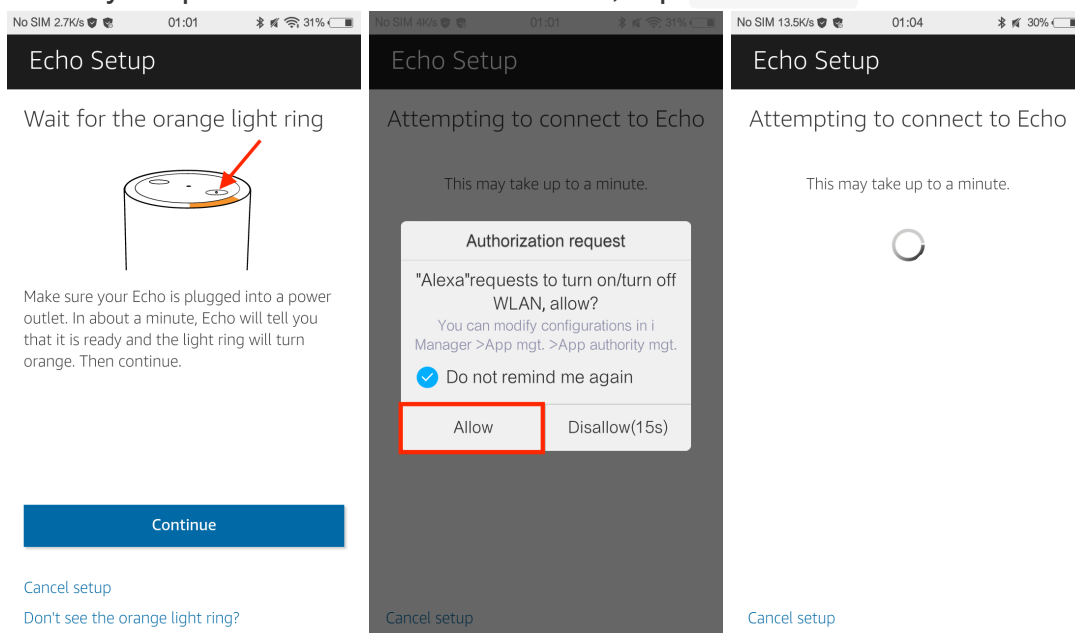 No SIM 2.7K/s 01:01 31%
Echo Setup
Wait for the orange light ring
Make sure your Echo is plugged into a power
outlet. In about a minute, Echo will tell you
that it is ready and the light ring will turn
orange. Then continue.
Continue
Cancel setup
Don't see the orange light ring?
No SIM 4K/s 01:01 31%
Echo Setup
Attempting to connect to Echo
This may take up to a minute.
Authorization request
"Alexa"requests to turn on/turn off
WLAN, allow?
You can modify configurations in i
Manager >App mgt. >App authority mgt.
Do not remind me again
Allow Disallow(15s)
Cancel setup
No SIM 13.5K/s 01:04 30%
Echo Setup
Attempting to connect to Echo
This may take up to a minute.
Cancel setup